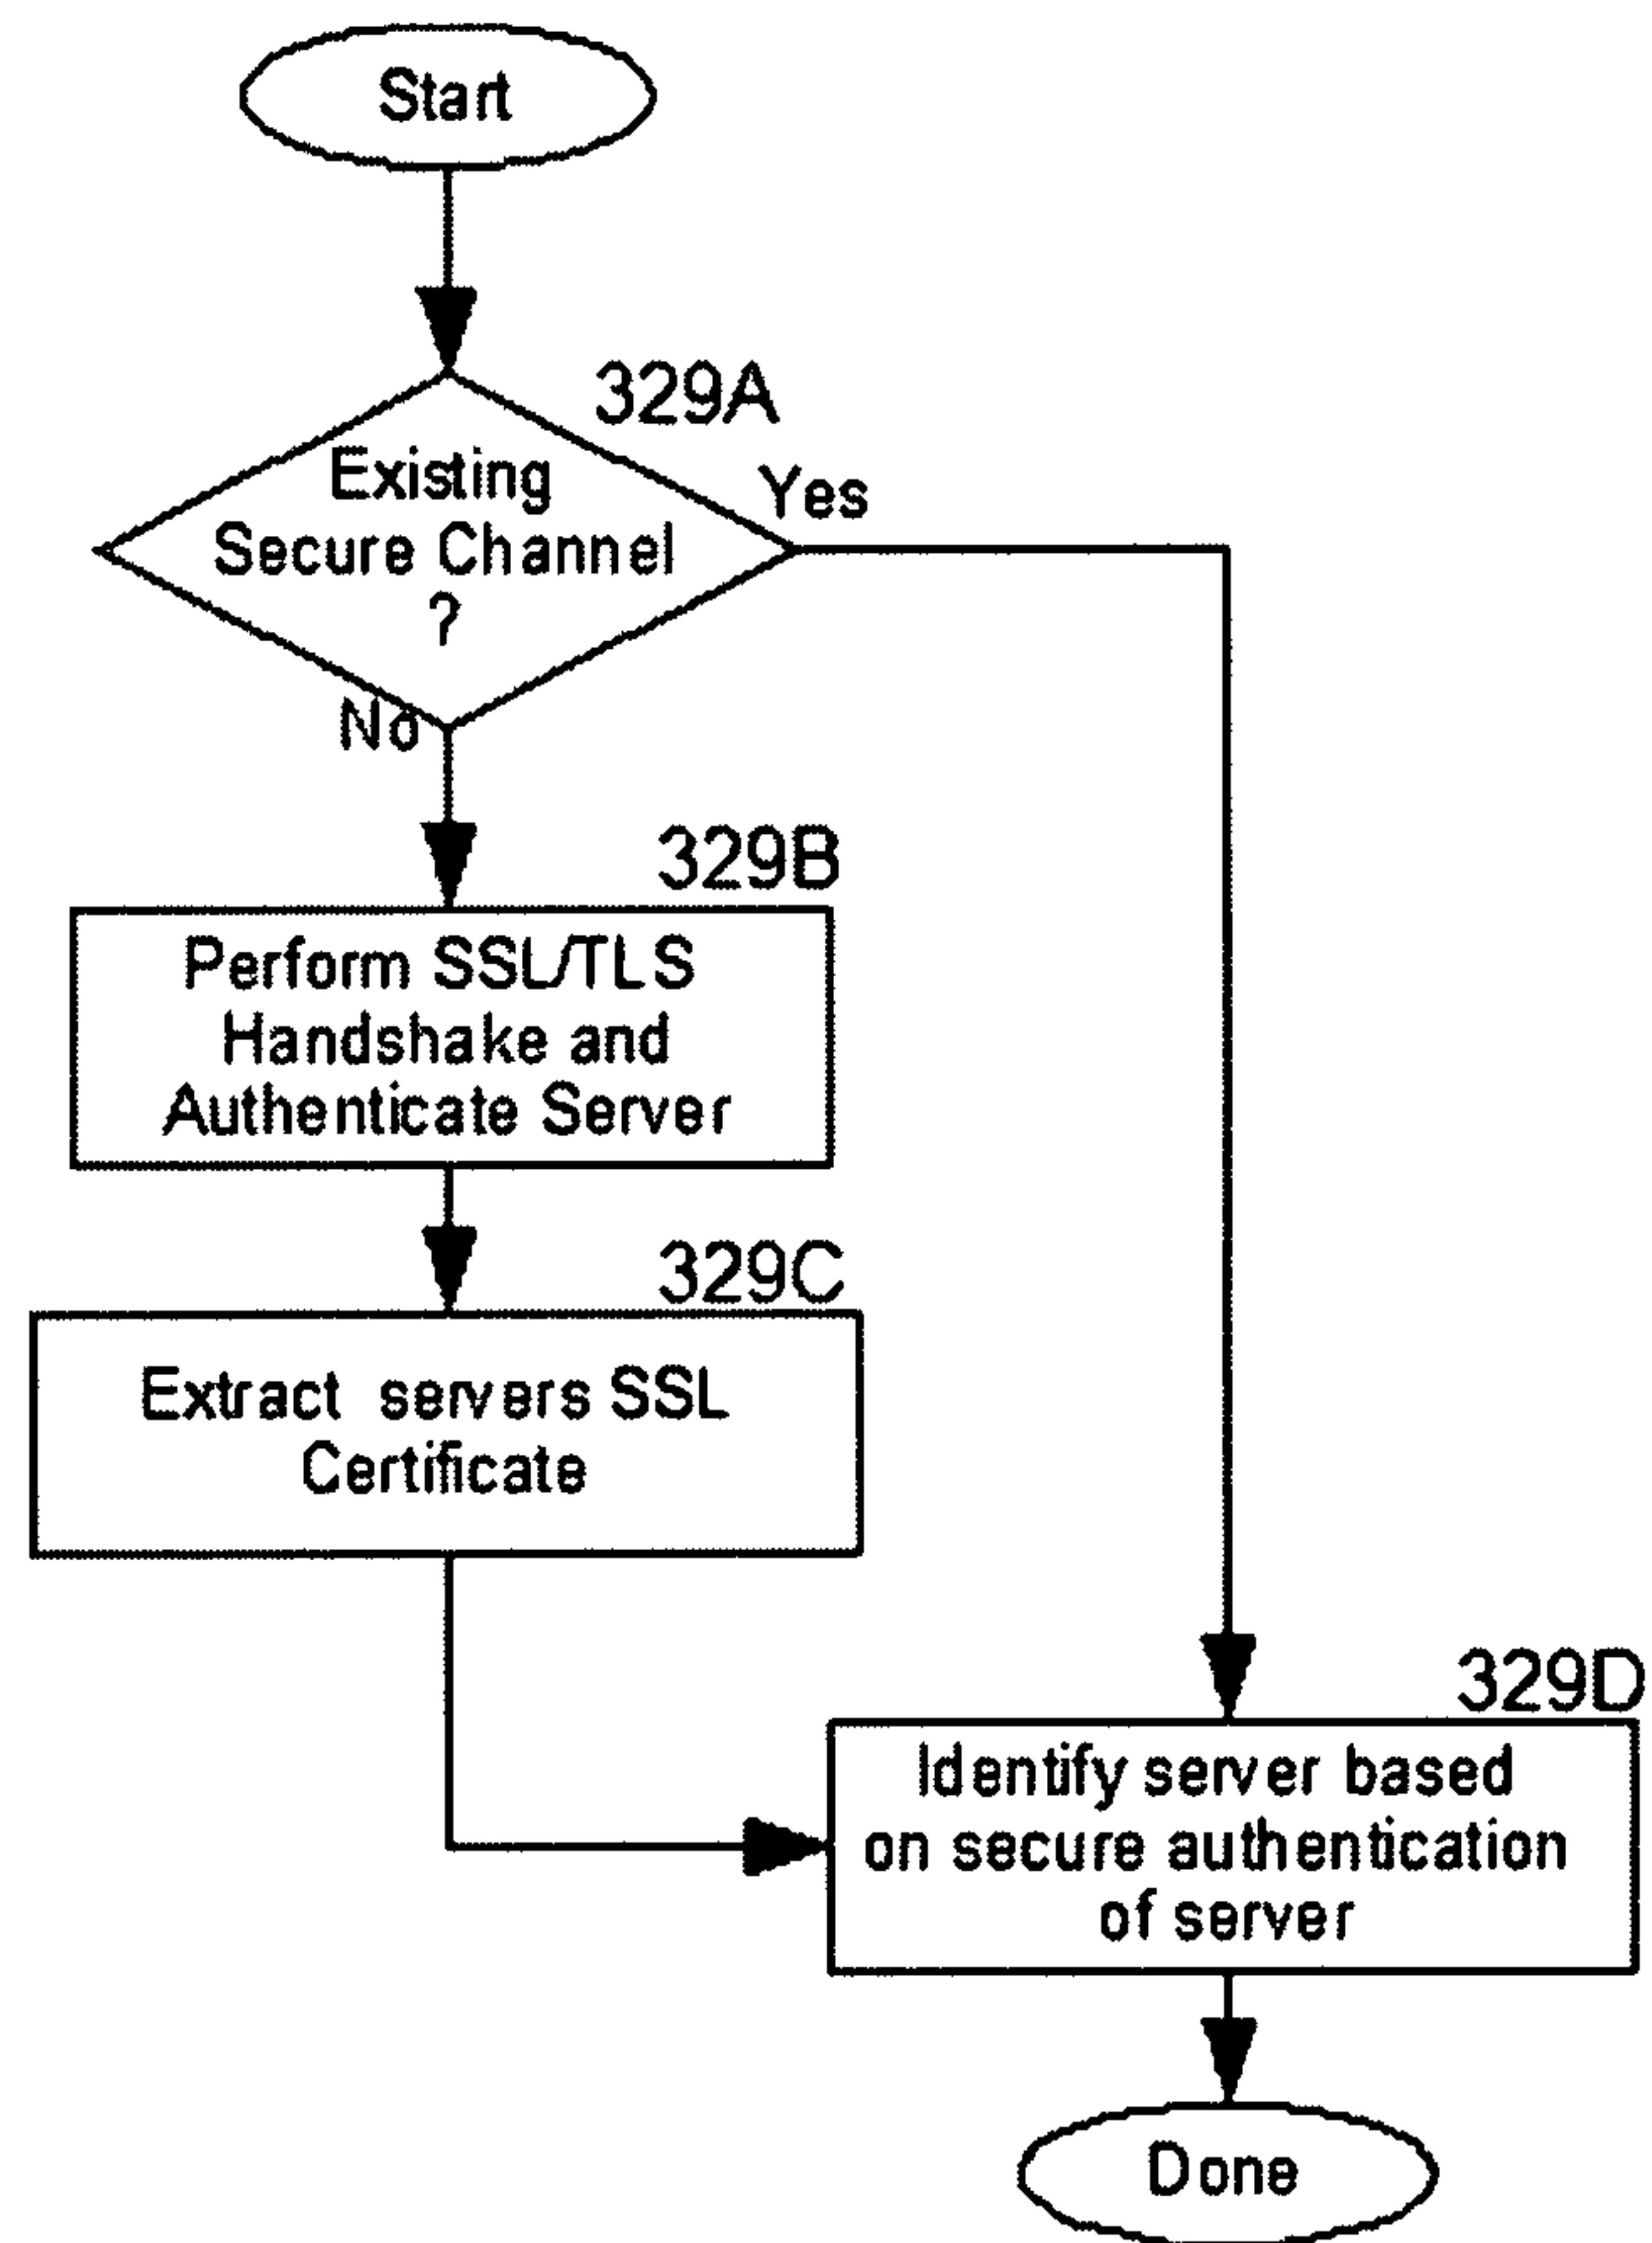 Start
329A
Existing
Secure Channel
?
Yes
No
329B
Perform SSL/TLS
Handshake and
Authenticate Server
329C
Extract servers SSL
Certificate
329D
Identify server based
on secure authentication
of server
Done